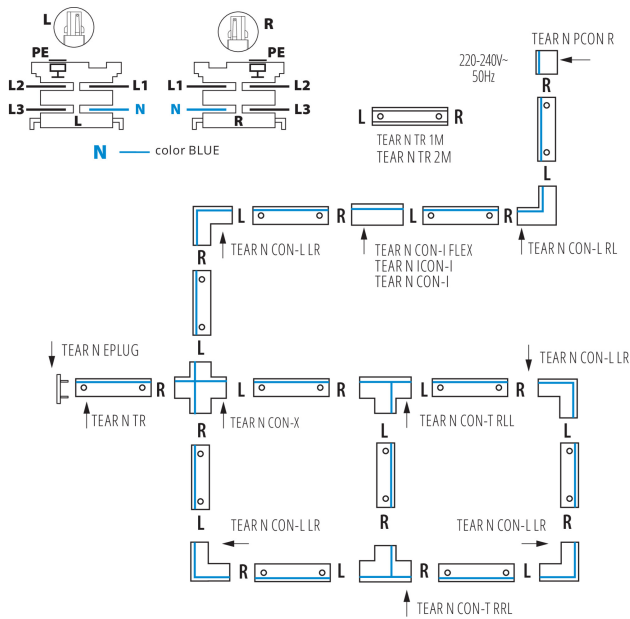 L
R
PE
PE
L2
L1
L1
L2
L3
N
N
L3
L
R
N
color BLUE
TEAR N PCON R
220-240V~
50Hz
R
L
R
TEAR N TR 1M
TEAR N TR 2M
L
L
R
L
R
TEAR N CON-L LR
TEAR N CON-I FLEX
TEAR N ICON-I
TEAR N CON-I
TEAR N CON-L RL
R
L
TEAR N EPLUG
TEAR N CON-L LR
R
L
R
L
R
TEAR N TR
TEAR N CON-X
TEAR N CON-T RLL
R
L
L
L
R
R
TEAR N CON-L LR
TEAR N CON-L LR
R
L
R
L
TEAR N CON-T RRL